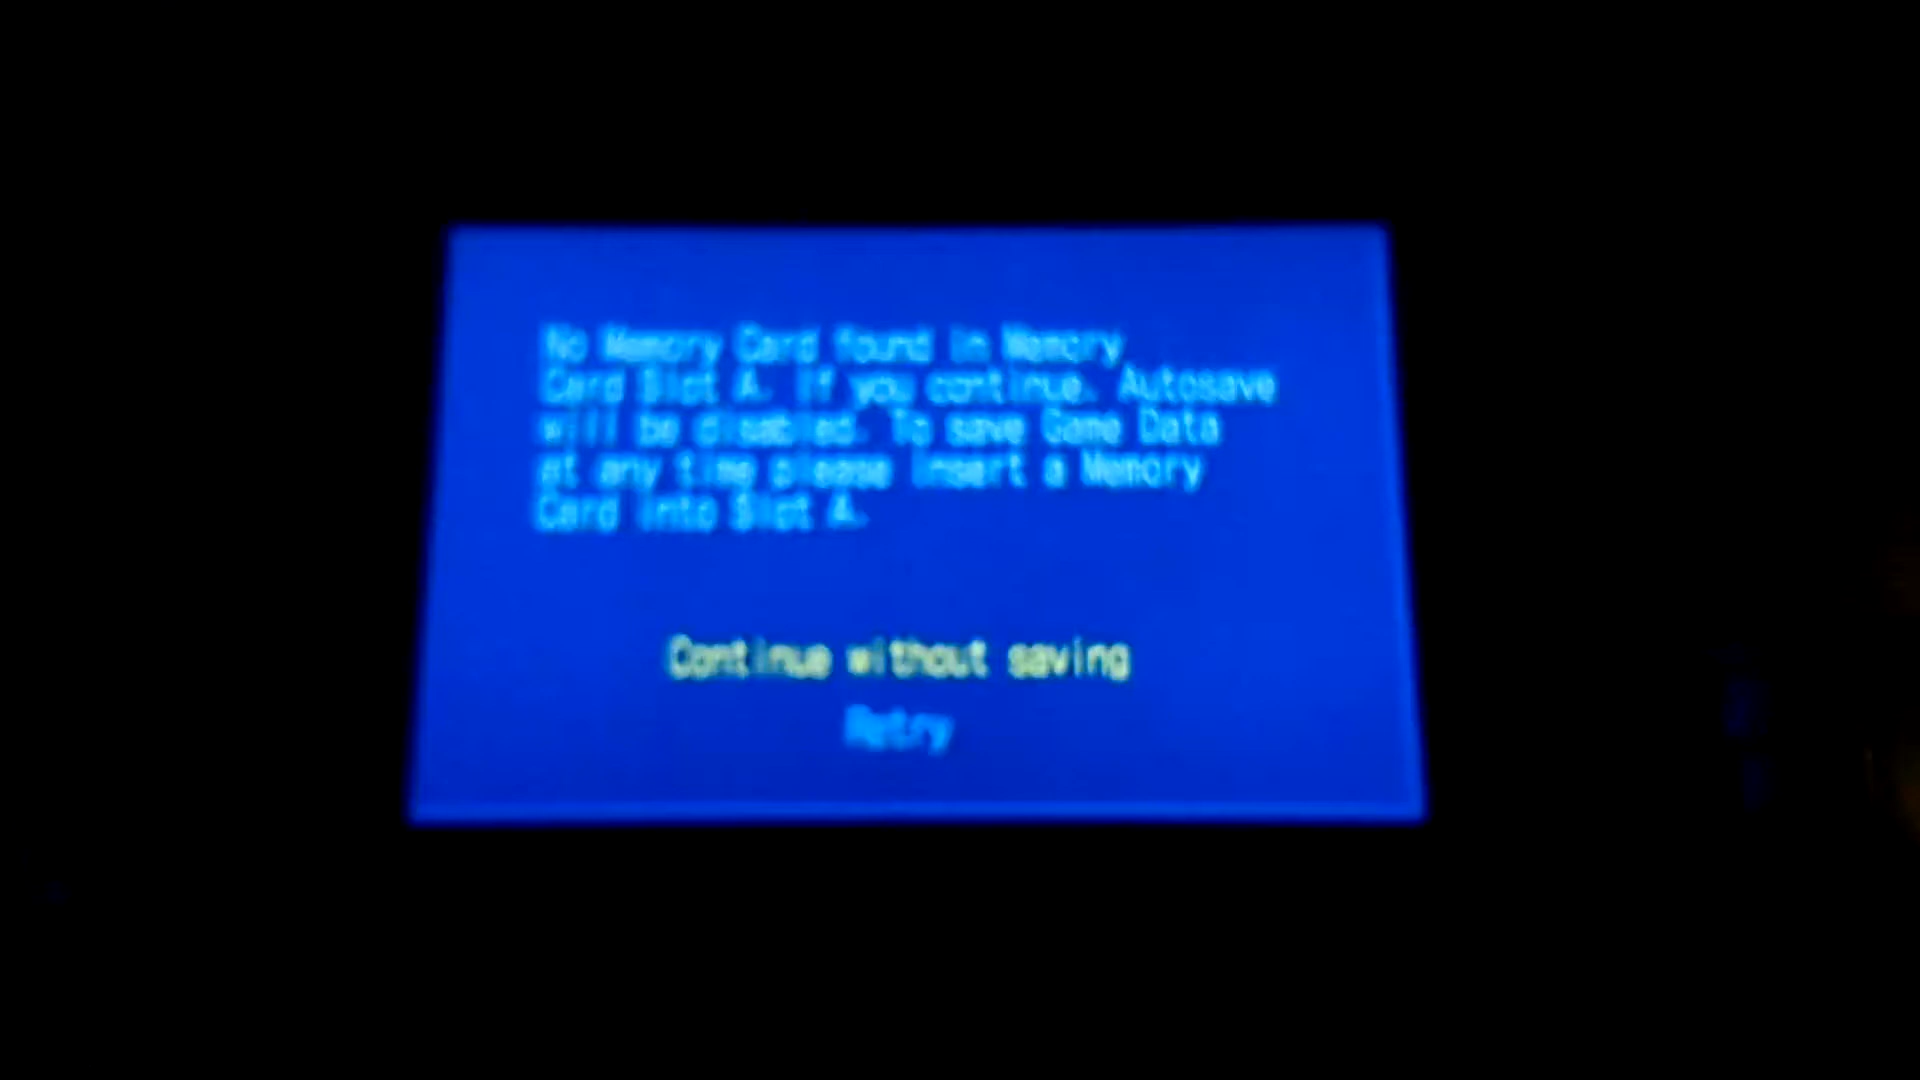 No Memory Card found in Memory
Card Slot A. If you continue. Autosave
will be disabled. To save Game Data
at any time please insert a Memory
Card into Slot A.
Continue without saving
Retry